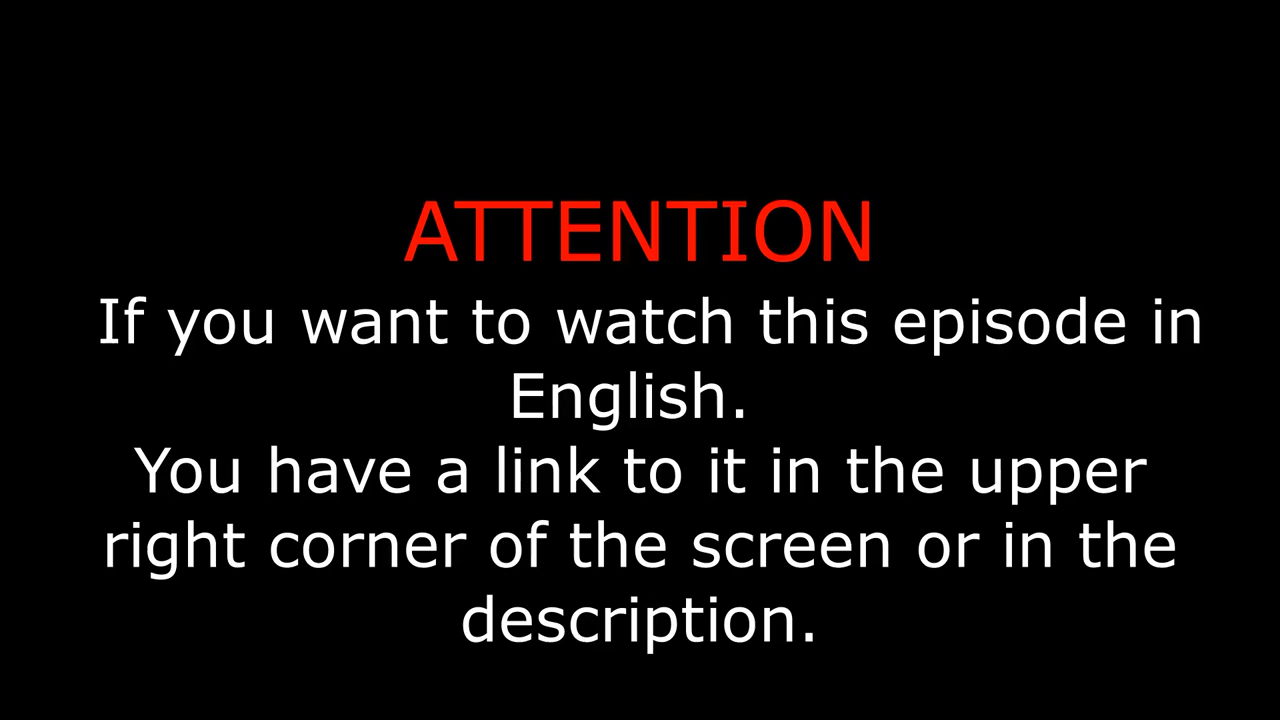 ATTENTION
If you want to watch this episode in
English.
You have a link to it in the upper
right corner of the screen or in the
description.